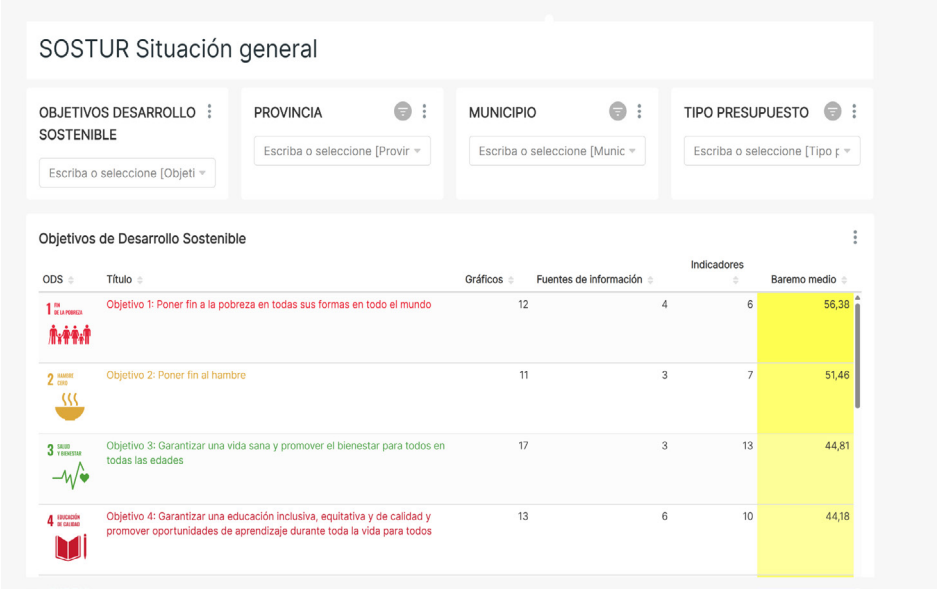 SOSTUR Situación general
OBJETIVOS DESARROLLO
SOSTENIBLE
Escriba o seleccione [Objeti
PROVINCIA
Escriba o seleccione [Provir
MUNICIPIO
Escriba o seleccione [Munic
TIPO PRESUPUESTO
Escriba o seleccione [Tipo p
Objetivos de Desarrollo Sostenible
ODS Título Gráficos Fuentes de información Indicadores Baremo medio
1 FIN
DE LA POBREZA
Objetivo 1: Poner fin a la pobreza en todas sus formas en todo el mundo 12 4 6 56,38
2 HAMBRE
CERO
Objetivo 2: Poner fin al hambre 11 3 7 51,46
3 SALUD
Y BIENESTAR
Objetivo 3: Garantizar una vida sana y promover el bienestar para todos en
todas las edades
17 3 13 44,81
4 EDUCACIÓN
DE CALIDAD
Objetivo 4: Garantizar una educación inclusiva, equitativa y de calidad y
promover oportunidades de aprendizaje durante toda la vida para todos
13 6 10 44,18